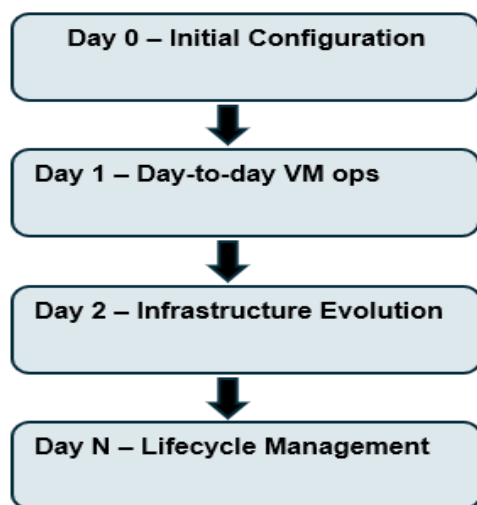 Day 0 – Initial Configuration
Day 1 – Day-to-day VM ops
Day 2 – Infrastructure Evolution
Day N – Lifecycle Management